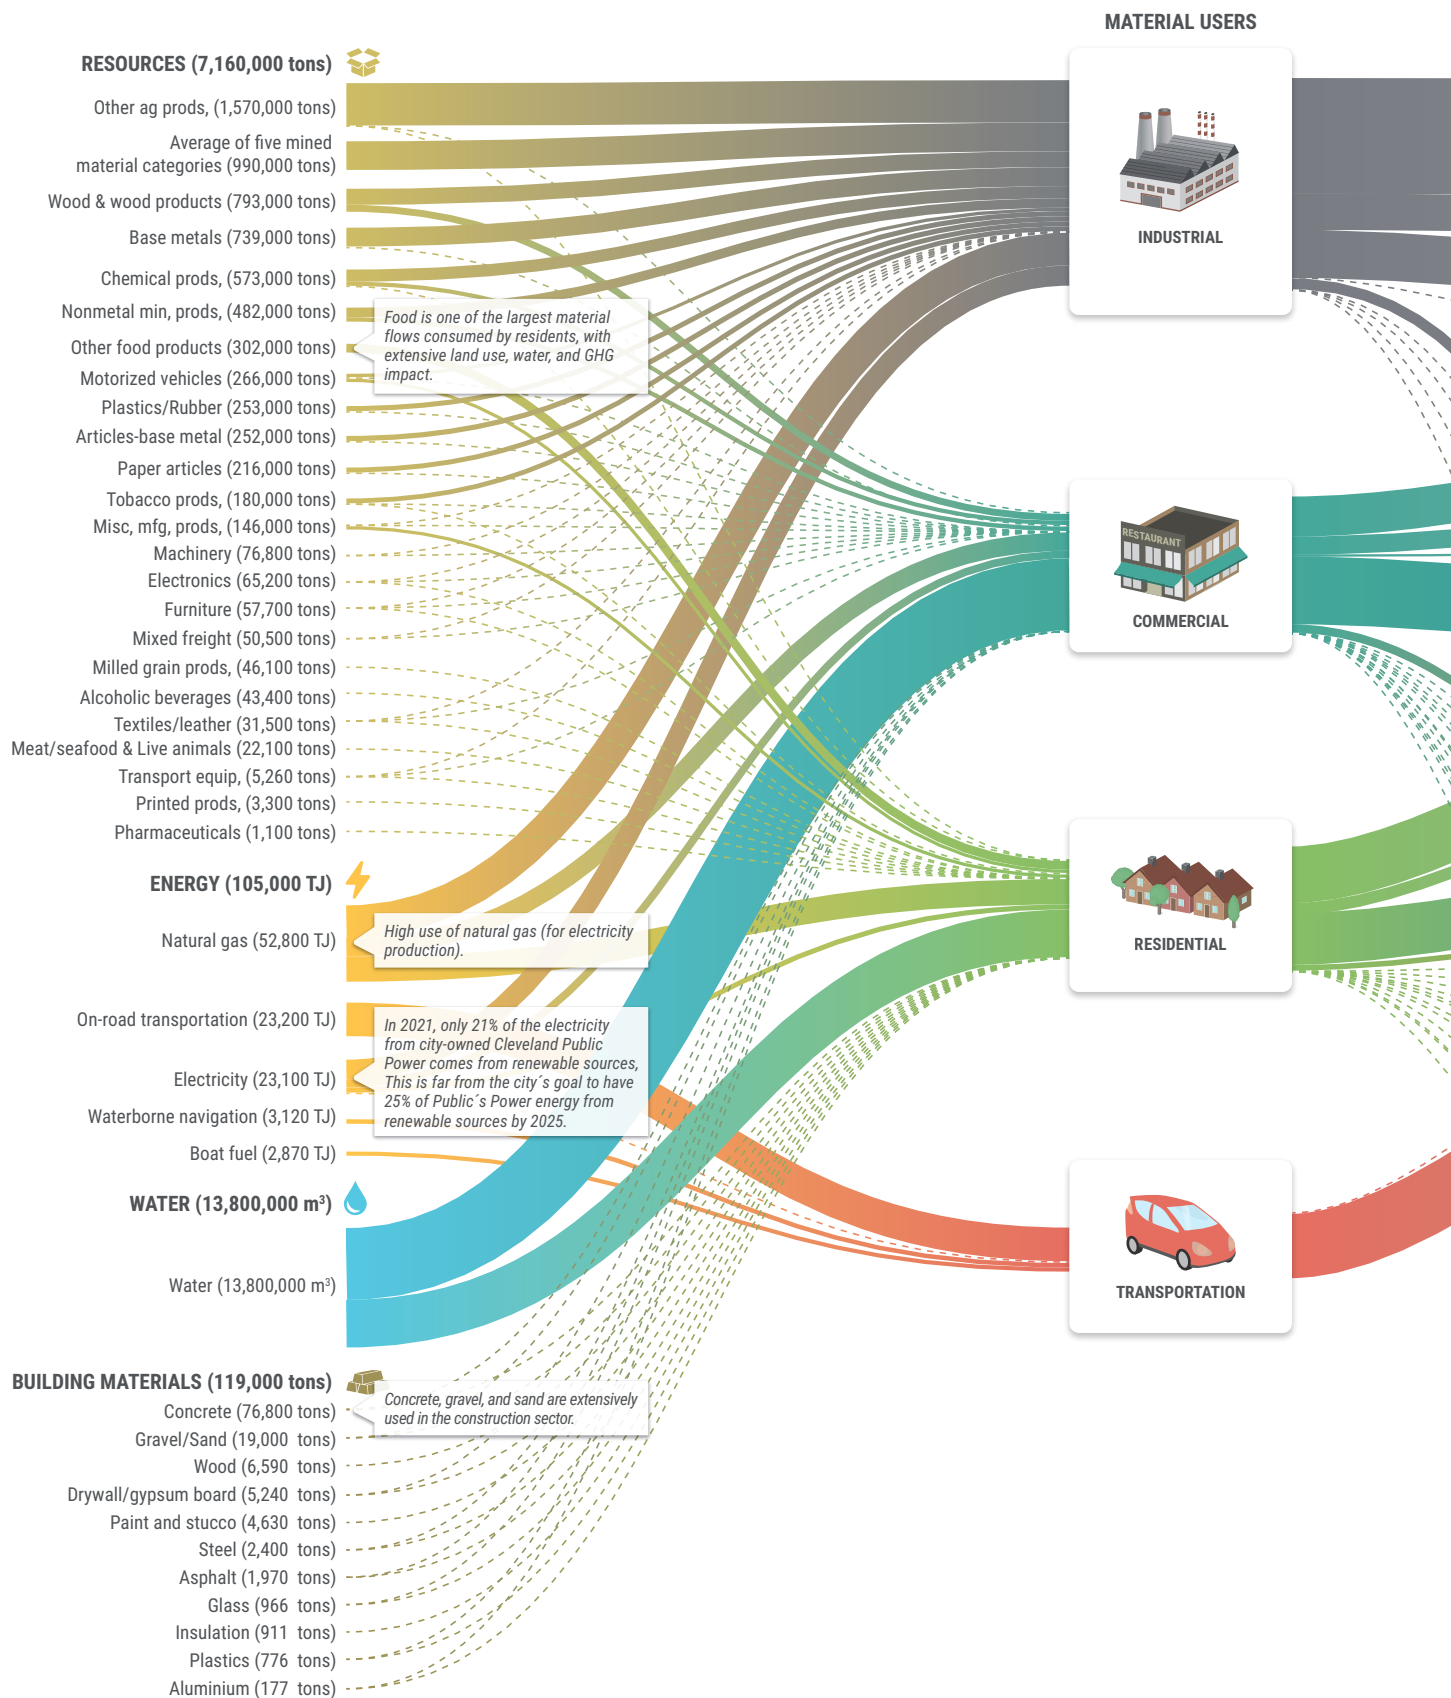 MATERIAL USERS
RESOURCES (7,160,000 tons)
Other ag prods, (1,570,000 tons)
Average of five mined
material categories (990,000 tons)
Wood & wood products (793,000 tons)
Base metals (739,000 tons)
Chemical prods, (573,000 tons)
Nonmetal min, prods, (482,000 tons)
Other food products (302,000 tons)
Motorized vehicles (266,000 tons)
Plastics/Rubber (253,000 tons)
Articles-base metal (252,000 tons)
Paper articles (216,000 tons)
Tobacco prods, (180,000 tons)
Misc, mfg, prods, (146,000 tons)
Machinery (76,800 tons)
Electronics (65,200 tons)
Furniture (57,700 tons)
Mixed freight (50,500 tons)
Milled grain prods, (46,100 tons)
Alcoholic beverages (43,400 tons)
Textiles/leather (31,500 tons)
Meat/seafood & Live animals (22,100 tons)
Transport equip, (5,260 tons)
Printed prods, (3,300 tons)
Pharmaceuticals (1,100 tons)
Food is one of the largest material
flows consumed by residents, with
extensive land use, water, and GHG
impact.
ENERGY (105,000 TJ)
Natural gas (52,800 TJ)
High use of natural gas (for electricity
production).
On-road transportation (23,200 TJ)
Electricity (23,100 TJ)
In 2021, only 21% of the electricity
from city-owned Cleveland Public
Power comes from renewable sources,
This is far from the city´s goal to have
25% of Public´s Power energy from
renewable sources by 2025.
Waterborne navigation (3,120 TJ)
Boat fuel (2,870 TJ)
WATER (13,800,000 m³)
Water (13,800,000 m³)
BUILDING MATERIALS (119,000 tons)
Concrete (76,800 tons)
Concrete, gravel, and sand are extensively
used in the construction sector.
Gravel/Sand (19,000 tons)
Wood (6,590 tons)
Drywall/gypsum board (5,240 tons)
Paint and stucco (4,630 tons)
Steel (2,400 tons)
Asphalt (1,970 tons)
Glass (966 tons)
Insulation (911 tons)
Plastics (776 tons)
Aluminium (177 tons)
INDUSTRIAL
RESTAURANT
COMMERCIAL
RESIDENTIAL
TRANSPORTATION